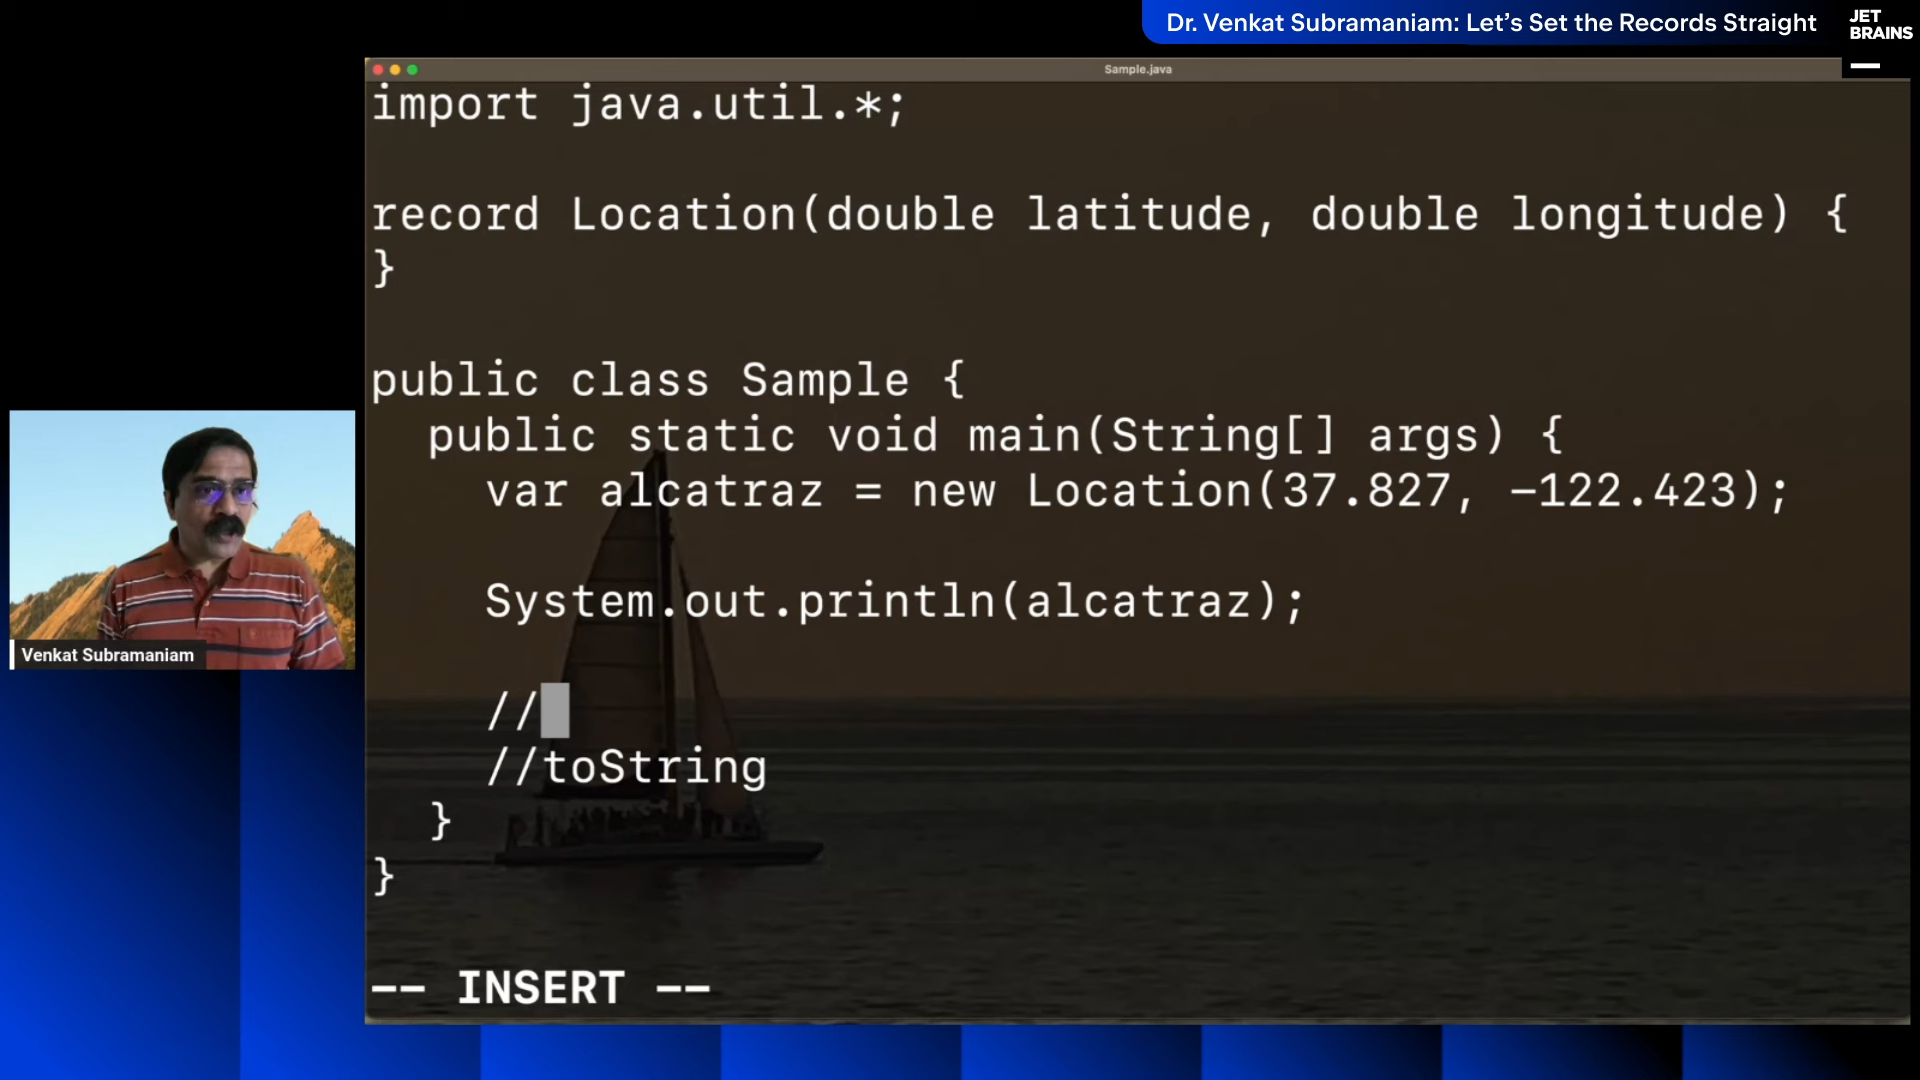 Dr. Venkat Subramaniam: Let’s Set the Records Straight
JET
BRAINS
Sample.java
import java.util.*;
record Location(double latitude, double longitude) {
}
public class Sample {
public static void main(String[] args) {
var alcatraz = new Location(37.827, -122.423);
System.out.println(alcatraz);
//
//toString
}
}
-- INSERT --
Venkat Subramaniam